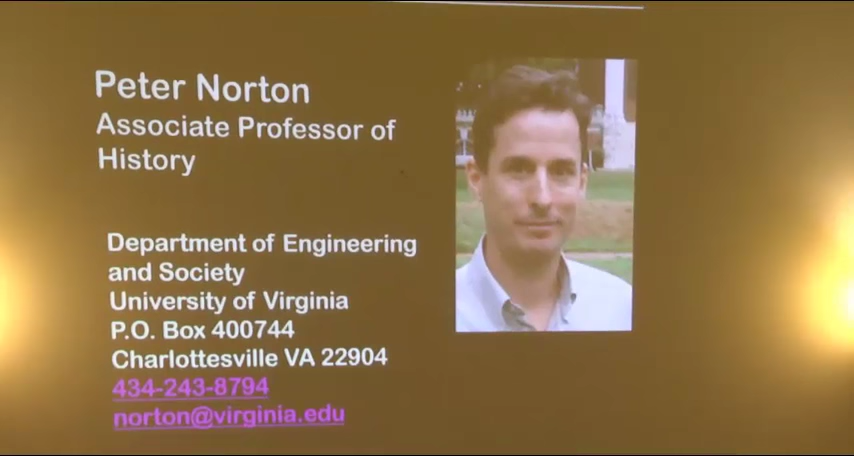 Peter Norton
Associate Professor of
History
Department of Engineering
and Society
University of Virginia
P.O. Box 400744
Charlottesville VA 22904
434-243-8794
norton@virginia.edu